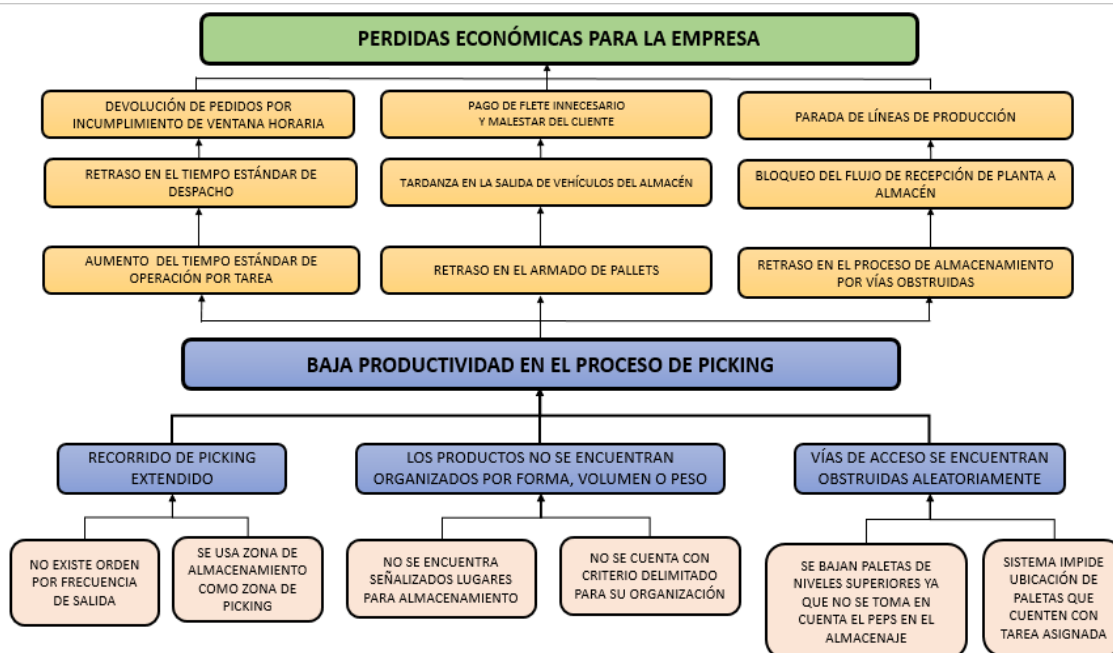 PERDIDAS ECONÓMICAS PARA LA EMPRESA
DEVOLUCIÓN DE PEDIDOS POR
INCUMPLIMIENTO DE VENTANA HORARIA
PAGO DE FLETE INNECESARIO
Y MALESTAR DEL CLIENTE
PARADA DE LÍNEAS DE PRODUCCIÓN
RETRASO EN EL TIEMPO ESTÁNDAR DE
DESPACHO
TARDANZA EN LA SALIDA DE VEHÍCULOS DEL ALMACÉN
BLOQUEO DEL FLUJO DE RECEPCIÓN DE PLANTA A
ALMACÉN
AUMENTO DEL TIEMPO ESTÁNDAR DE
OPERACIÓN POR TAREA
RETRASO EN EL ARMADO DE PALLETS
RETRASO EN EL PROCESO DE ALMACENAMIENTO
POR VÍAS OBSTRUIDAS
BAJA PRODUCTIVIDAD EN EL PROCESO DE PICKING
RECORRIDO DE PICKING
EXTENDIDO
LOS PRODUCTOS NO SE ENCUENTRAN
ORGANIZADOS POR FORMA, VOLUMEN O PESO
VÍAS DE ACCESO SE ENCUENTRAN
OBSTRUIDAS ALEATORIAMENTE
NO EXISTE ORDEN
POR FRECUENCIA
DE SALIDA
SE USA ZONA DE
ALMACENAMIENTO
COMO ZONA DE
PICKING
NO SE ENCUENTRA
SEÑALIZADOS LUGARES
PARA ALMACENAMIENTO
NO SE CUENTA CON
CRITERIO DELIMITADO
PARA SU ORGANIZACIÓN
SE BAJAN PALETAS DE
NIVELES SUPERIORES YA
QUE NO SE TOMA EN
CUENTA EL PEPS EN EL
ALMACENAJE
SISTEMA IMPIDE
UBICACIÓN DE
PALETAS QUE
CUENTEN CON
TAREA ASIGNADA